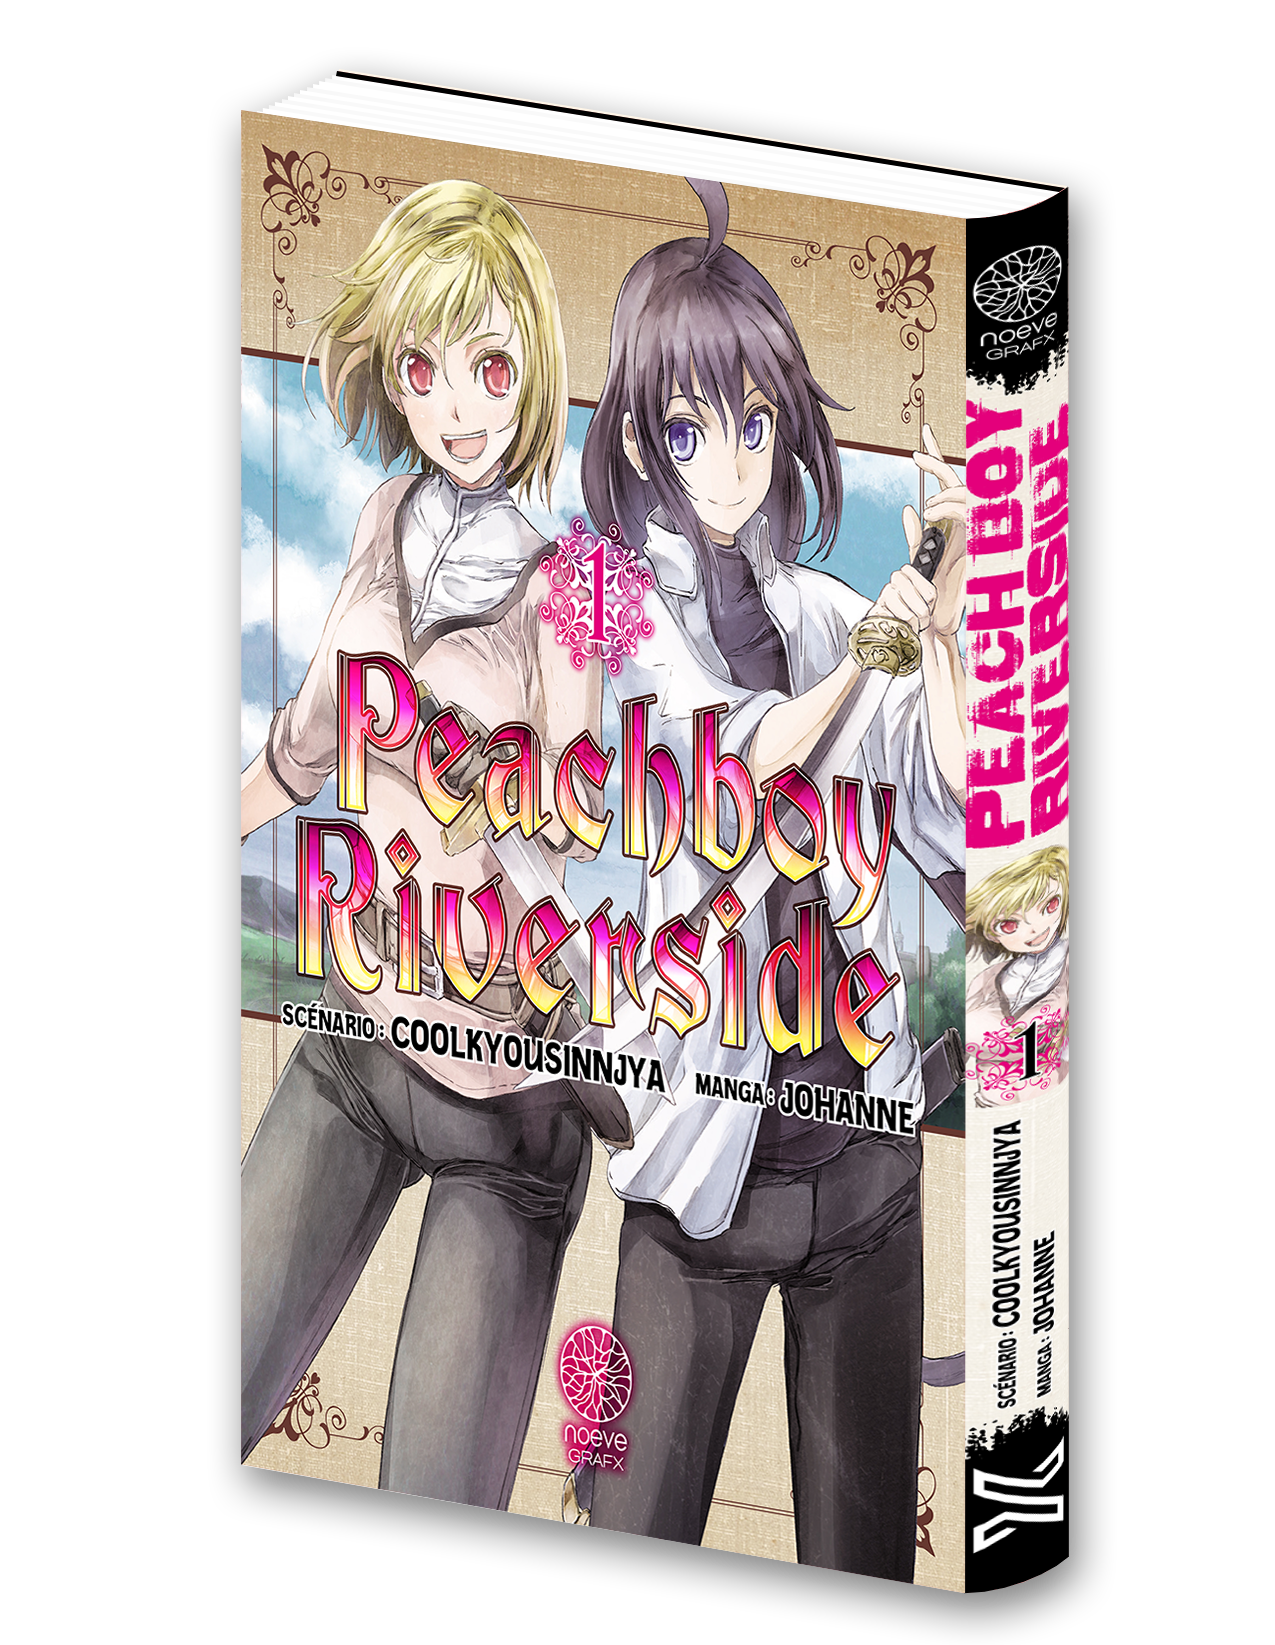 1
Peachboy
Riverside
SCÉNARIO : COOLKYOUSINNJYA MANGA : JOHANNE
noeve
GRAFX
noeve
GRAFX
PEACH BOY
RIVERSIDE
1
SCÉNARIO : COOLKYOUSINNJYA
MANGA : JOHANNE